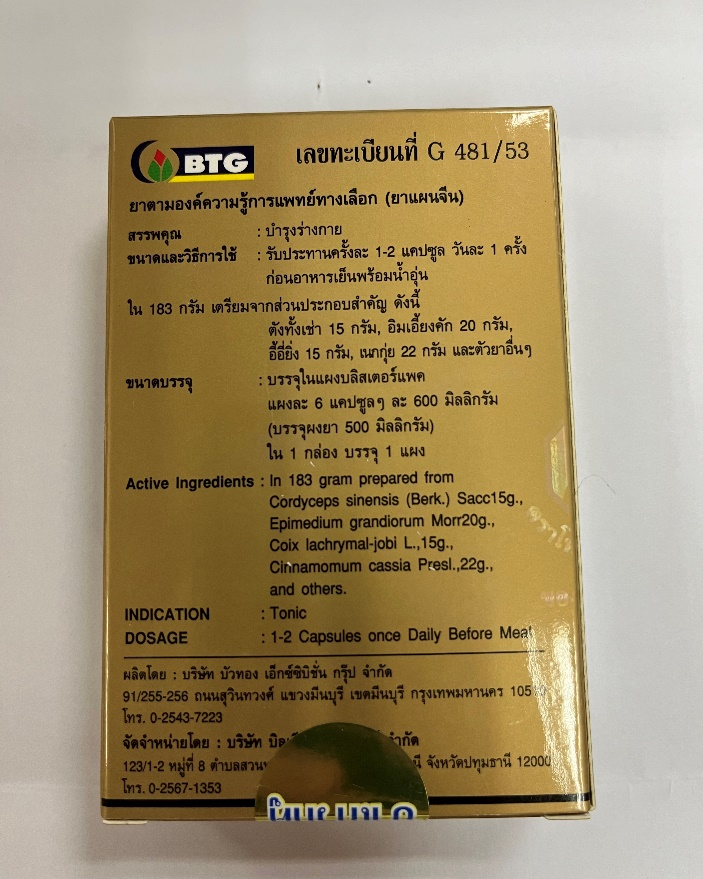 BTG
เลขทะเบียนที่ G 481/53
ยาตามองค์ความรู้การแพทย์ทางเลือก (ยาแผนจีน)
สรรพคุณ : บำรุงร่างกาย
ขนาดและวิธีการใช้ : รับประทานครั้งละ 1-2 แคปซูล วันละ 1 ครั้ง
ก่อนอาหารเย็นพร้อมน้ำอุ่น
ใน 183 กรัม เตรียมจากส่วนประกอบสำคัญ ดังนี้
ตังทั้งเช่า 15 กรัม, อิมเอี้ยงคัก 20 กรัม,
อี้อี่ยิ่ง 15 กรัม, เนกกุ่ย 22 กรัม และตัวยาอื่นๆ
ขนาดบรรจุ : บรรจุในแผงบลิสเตอร์แพค
แผงละ 6 แคปซูลๆ ละ 600 มิลลิกรัม
(บรรจุผงยา 500 มิลลิกรัม)
ใน 1 กล่อง บรรจุ 1 แผง
Active Ingredients : In 183 gram prepared from
Cordyceps sinensis (Berk.) Sacc15g.,
Epimedium grandiorum Morr20g.,
Coix lachrymal-jobi L.,15g.,
Cinnamomum cassia Presl.,22g.,
and others.
INDICATION : Tonic
DOSAGE : 1-2 Capsules once Daily Before Meal
ผลิตโดย : บริษัท บัวทอง เอ็กซ์ซิบิชั่น กรุ๊ป จำกัด
91/255-256 ถนนสุวินทวงศ์ แขวงมีนบุรี เขตมีนบุรี กรุงเทพมหานคร
โทร. 0-2543-7223
จัดจำหน่ายโดย : บริษัท
123/1-2 หมู่ที่ 8 จังหวัดปทุมธานี 12000
โทร. 0-2567-1353